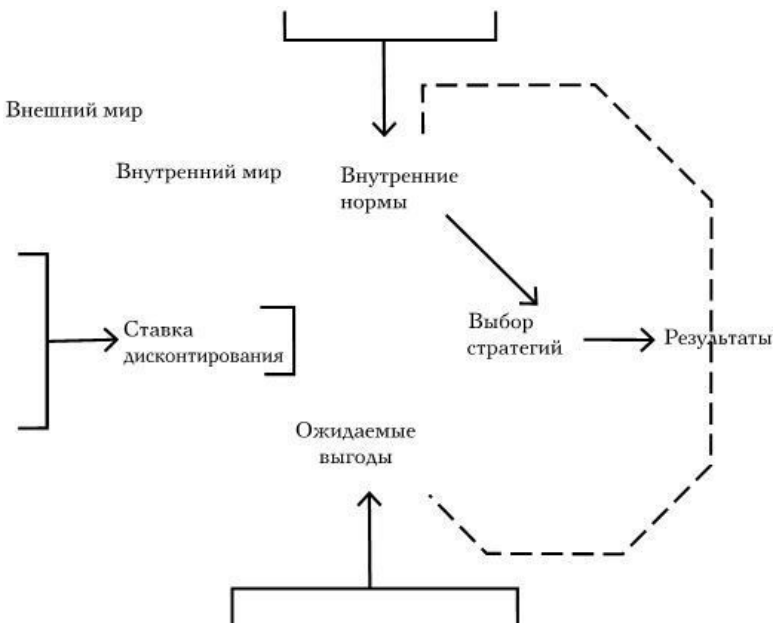 Внешний мир
Внутренний мир
Внутренние
нормы
Ставка
дисконтирования
Выбор
стратегий
Результаты
Ожидаемые
выгоды